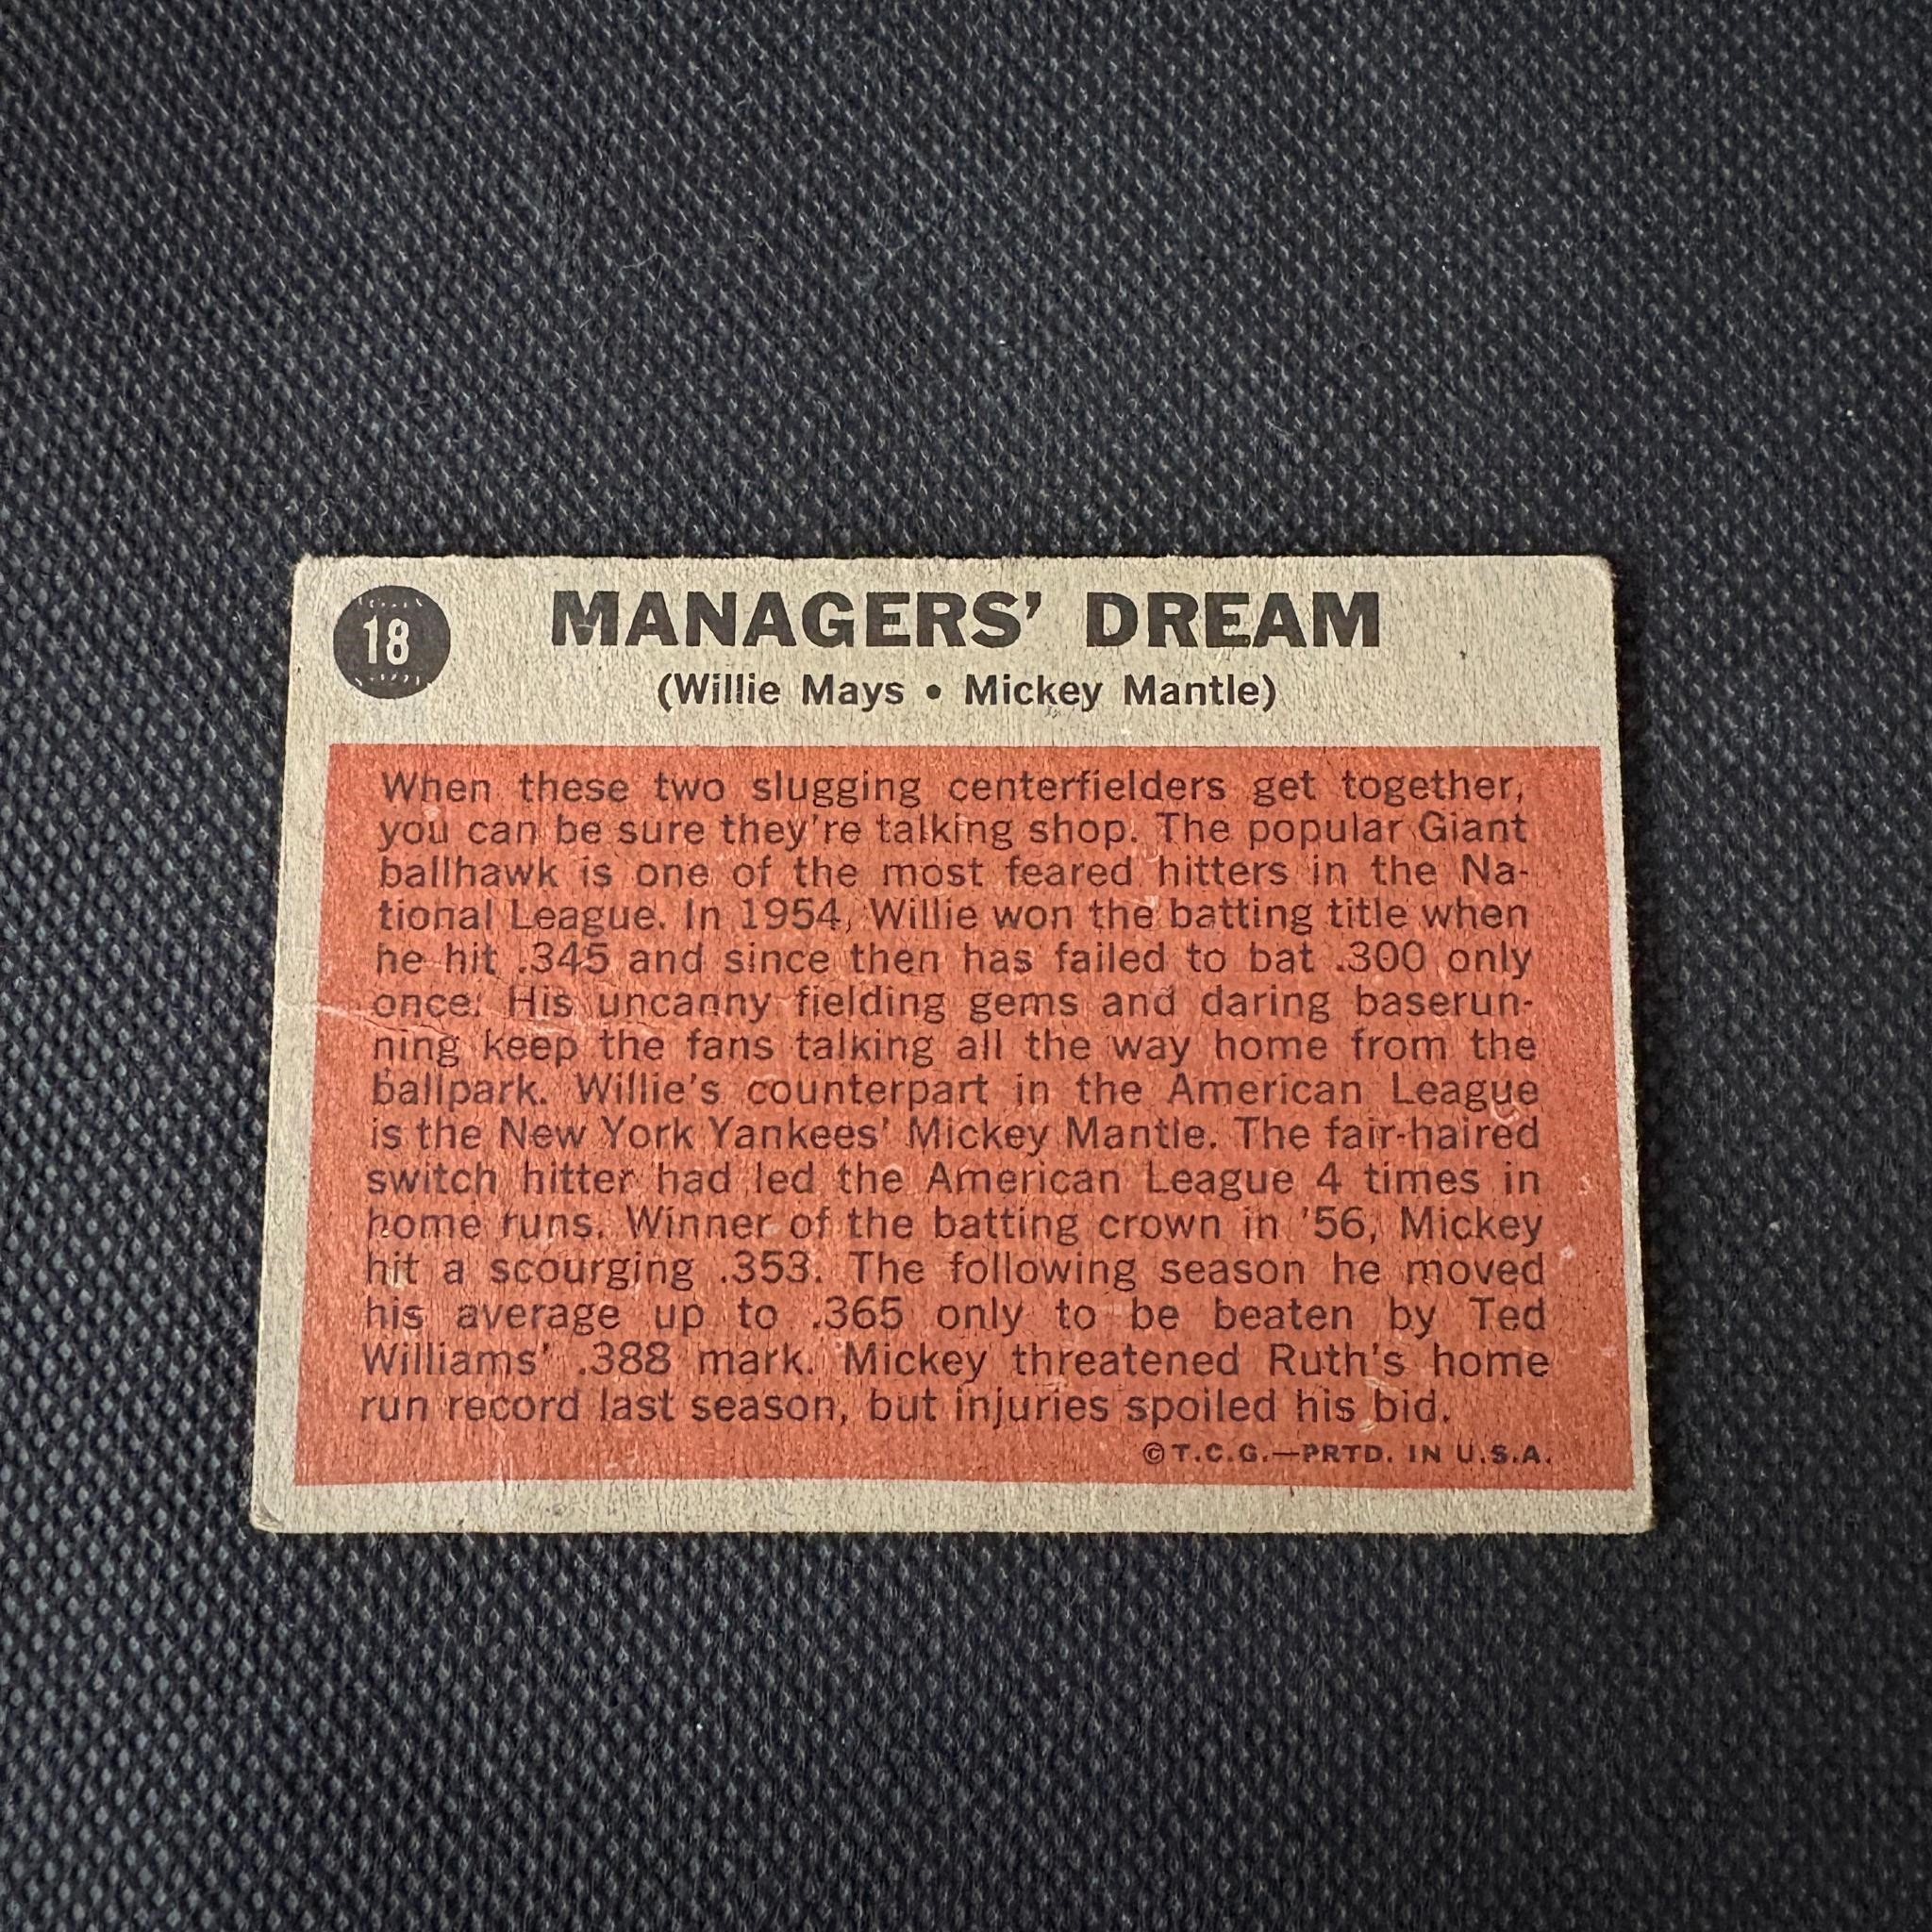 18
MANAGERS’ DREAM
(Willie Mays • Mickey Mantle)
When these two slugging centerfielders get together,
you can be sure they're talking shop. The popular Giant
ballhawk is one of the most feared hitters in the Na-
tional League. In 1954, Willie won the batting title when
he hit .345 and since then has failed to bat .300 only
once. His uncanny fielding gems and daring baserun-
ning keep the fans talking all the way home from the
ballpark. Willie's counterpart in the American League
is the New York Yankees' Mickey Mantle. The fair-haired
switch hitter had led the American League 4 times in
home runs. Winner of the batting crown in '56, Mickey
hit a scourging .353. The following season he moved
his average up to .365 only to be beaten by Ted
Williams' .388 mark. Mickey threatened Ruth's home
run record last season, but injuries spoiled his bid.
©T.C.G.—PRTD. IN U.S.A.